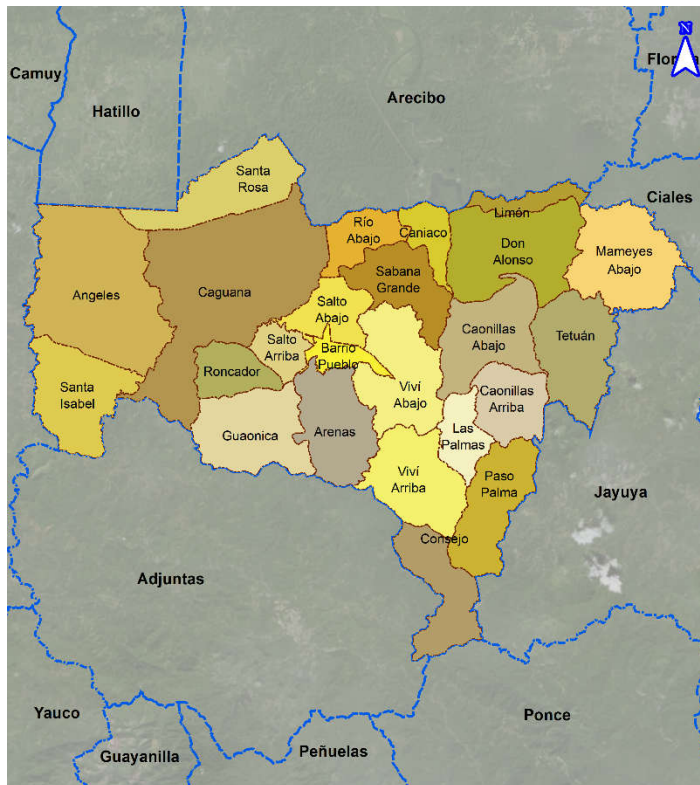 Camuy
Flor
Hatillo
Arecibo
Santa
Rosa
Ciales
Limón
Río
Abajo
Caniaco
Don
Alonso
Mameyes
Abajo
Angeles
Caguana
Sabana
Grande
Salto
Abajo
Caonillas
Abajo
Tetuán
Salto
Arriba
Barrio
Pueblo
Roncador
Santa
Isabel
Viví
Abajo
Caonillas
Arriba
Guaonica
Arenas
Las
Palmas
Viví
Arriba
Paso
Palma
Jayuya
Consejo
Adjuntas
Yauco
Ponce
Guayanilla
Peñuelas